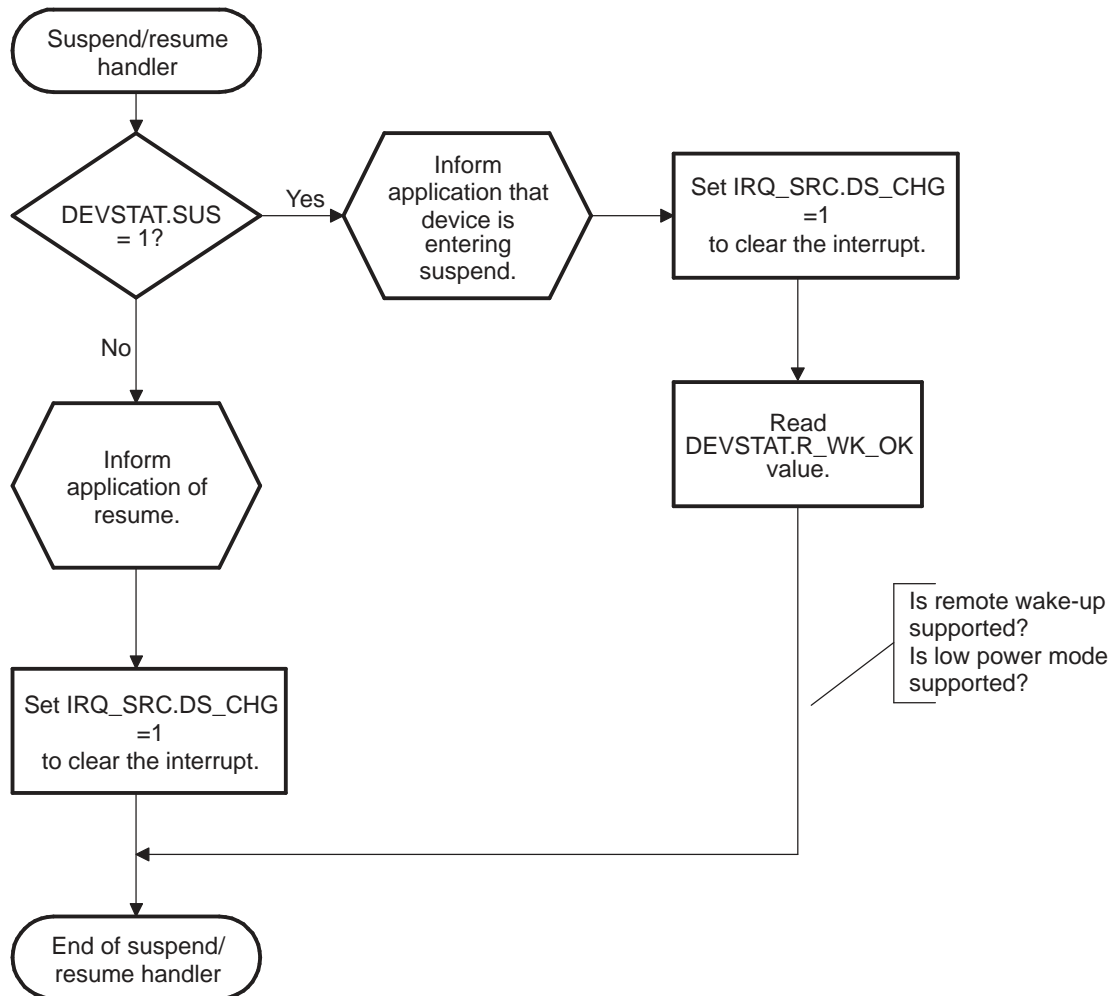 Suspend/resume
handler
DEVSTAT.SUS
= 1?
Yes
Inform
application that
device is
entering
suspend.
Set IRQ_SRC.DS_CHG
=1
to clear the interrupt.
Read
DEVSTAT.R_WK_OK
value.
Is remote wake-up
supported?
Is low power mode
supported?
No
Inform
application of
resume.
Set IRQ_SRC.DS_CHG
=1
to clear the interrupt.
End of suspend/
resume handler